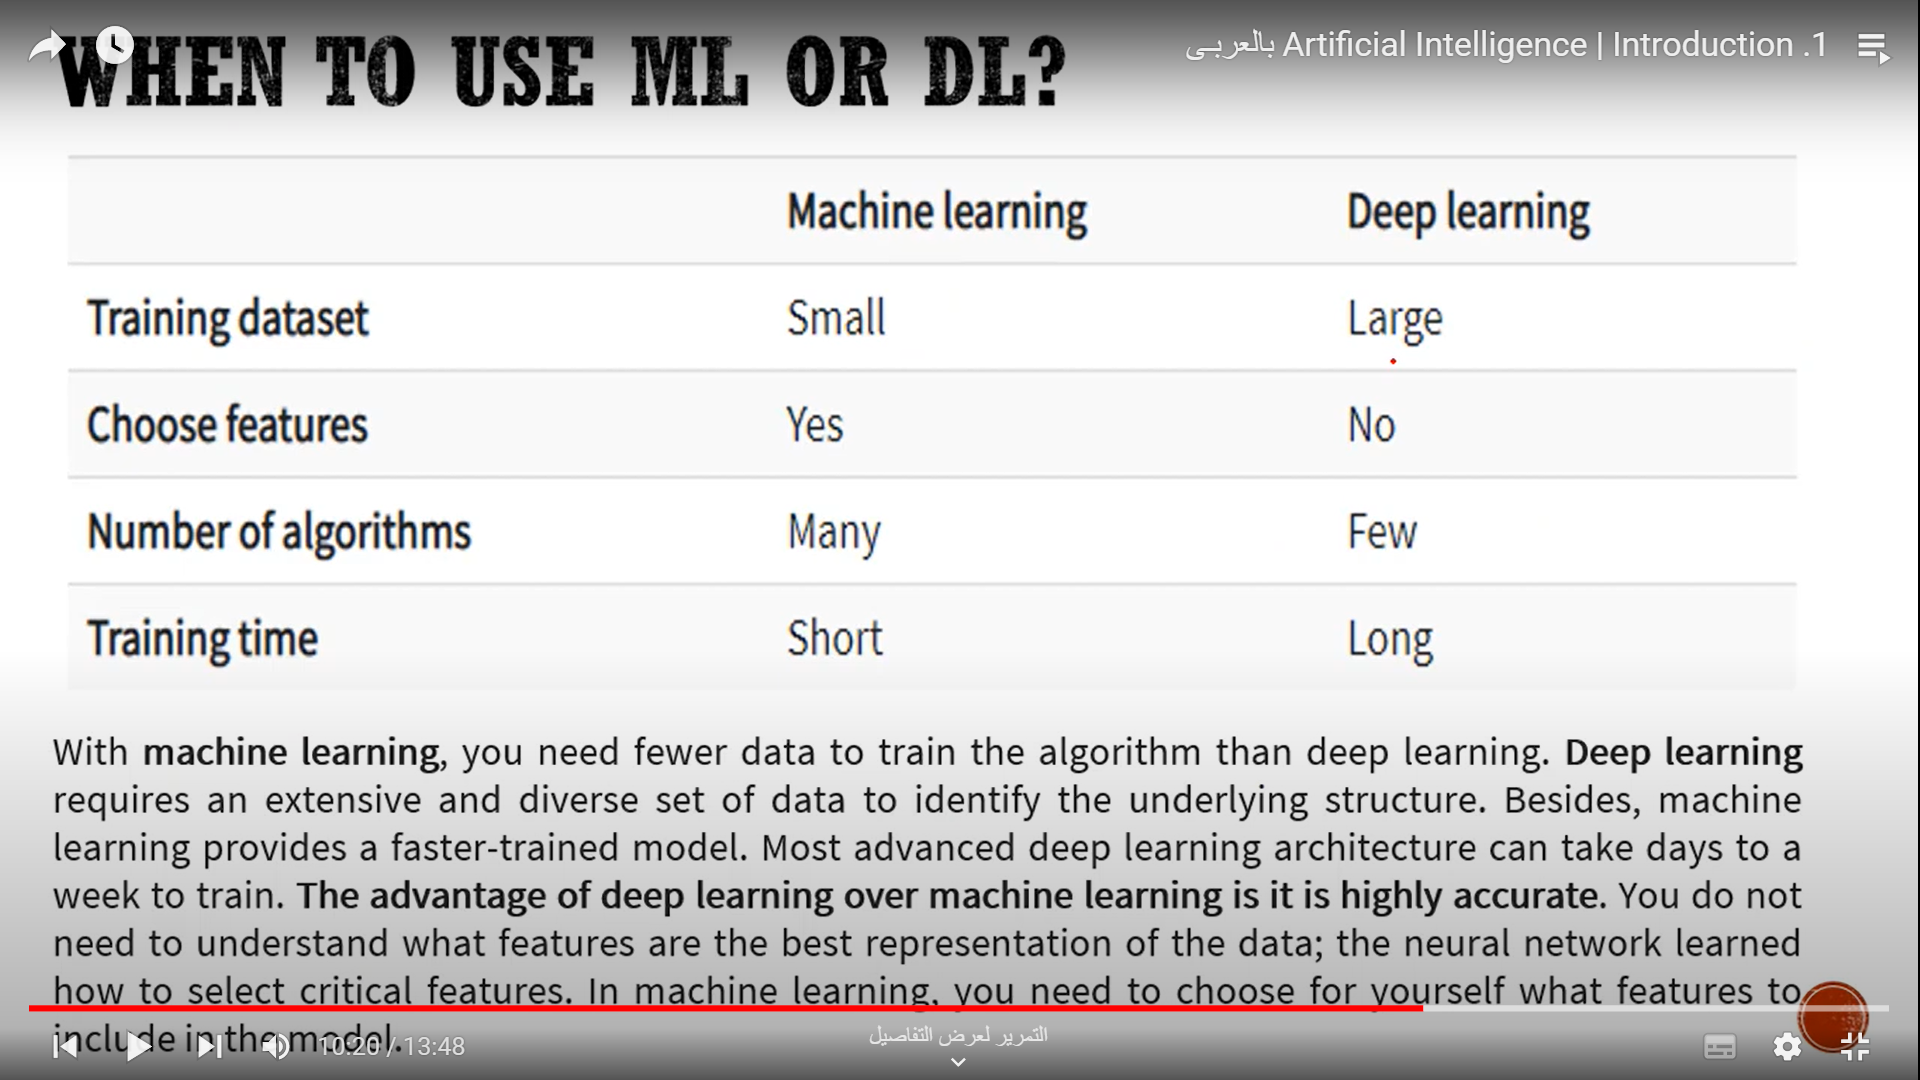 WHEN TO USE ML OR DL?
بالعربى Artificial Intelligence | Introduction .1
Machine learning Deep learning
Training dataset Small Large
Choose features Yes No
Number of algorithms Many Few
Training time Short Long
With machine learning, you need fewer data to train the algorithm than deep learning. Deep learning
requires an extensive and diverse set of data to identify the underlying structure. Besides, machine
learning provides a faster-trained model. Most advanced deep learning architecture can take days to a
week to train. The advantage of deep learning over machine learning is it is highly accurate. You do not
need to understand what features are the best representation of the data; the neural network learned
how to select critical features. In machine learning, you need to choose for yourself what features to
include in the model.
10:20 / 13:48
التمرير لعرض التفاصيل